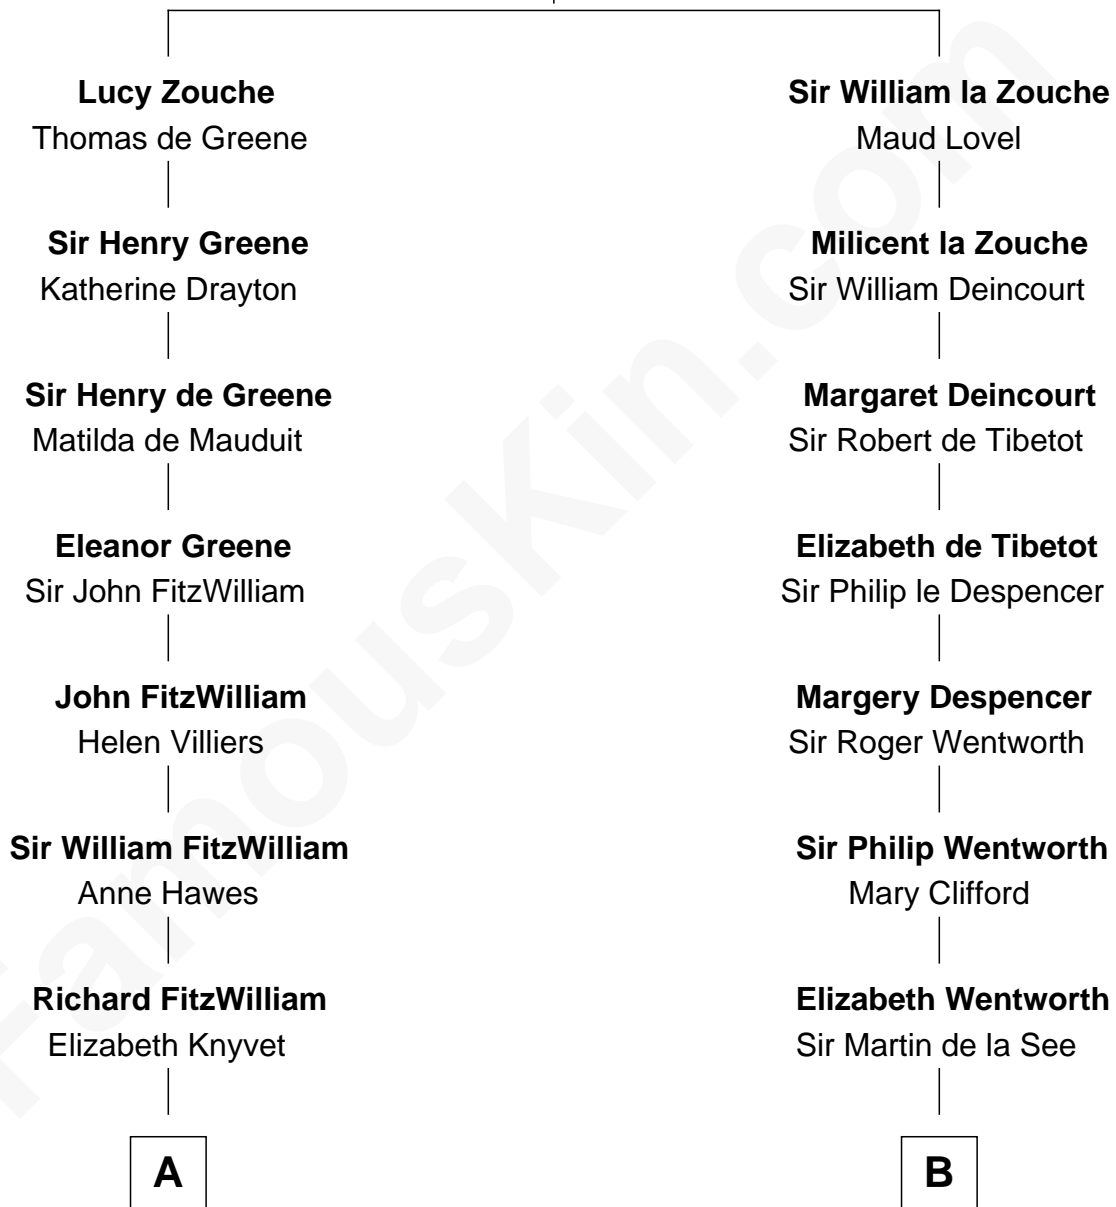 Lucy Zouche
Thomas de Greene
Sir Henry Greene
Katherine Drayton
Sir Henry de Greene
Matilda de Mauduit
Eleanor Greene
Sir John FitzWilliam
John FitzWilliam
Helen Villiers
Sir William FitzWilliam
Anne Hawes
Richard FitzWilliam
Elizabeth Knyvet
A
Sir William la Zouche
Maud Lovel
Milicent la Zouche
Sir William Deincourt
Margaret Deincourt
Sir Robert de Tibetot
Elizabeth de Tibetot
Sir Philip le Despencer
Margery Despencer
Sir Roger Wentworth
Sir Philip Wentworth
Mary Clifford
Elizabeth Wentworth
Sir Martin de la See
B
FamousKin.com